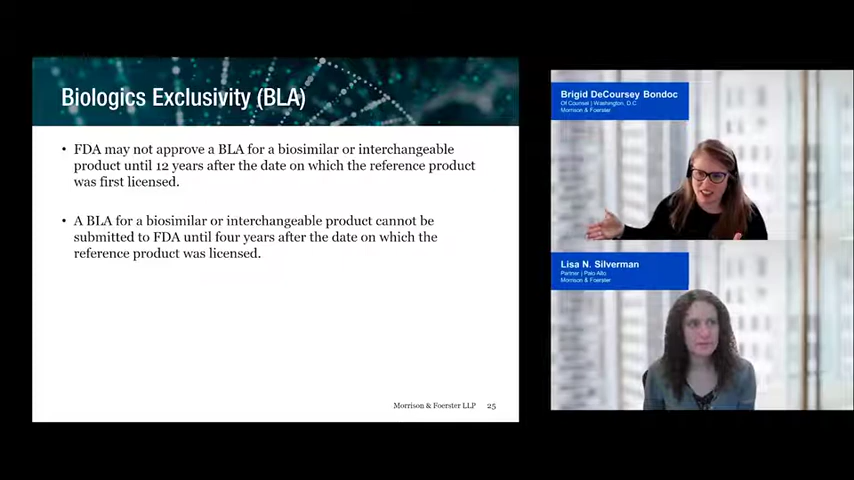 Biologics Exclusivity (BLA)
• FDA may not approve a BLA for a biosimilar or interchangeable
product until 12 years after the date on which the reference product
was first licensed.
• A BLA for a biosimilar or interchangeable product cannot be
submitted to FDA until four years after the date on which the
reference product was licensed.
Morrison & Foerster LLP 25
Brigid DeCoursey Bondoc
Of Counsel | Washington, D.C.
Morrison & Foerster
Lisa N. Silverman
Partner | Palo Alto
Morrison & Foerster